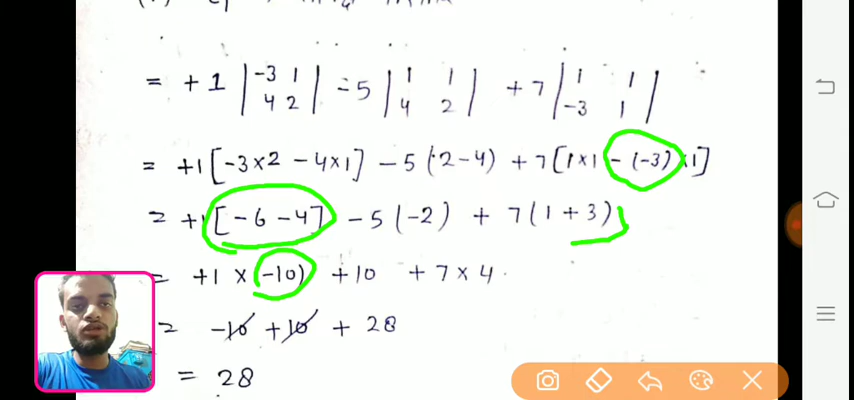 = +1 | -3 1 4 2 | - 5 | 1 1 4 2 | + 7 | 1 1 -3 1 |
= +1 [-3×2 - 4×1] - 5 (2-4) + 7 [1×1 - (-3)×1]
= +1 [-6 -4] - 5 (-2) + 7 (1+3)
= +1 × (-10) + 10 + 7×4
= -10 + 10 + 28
= 28